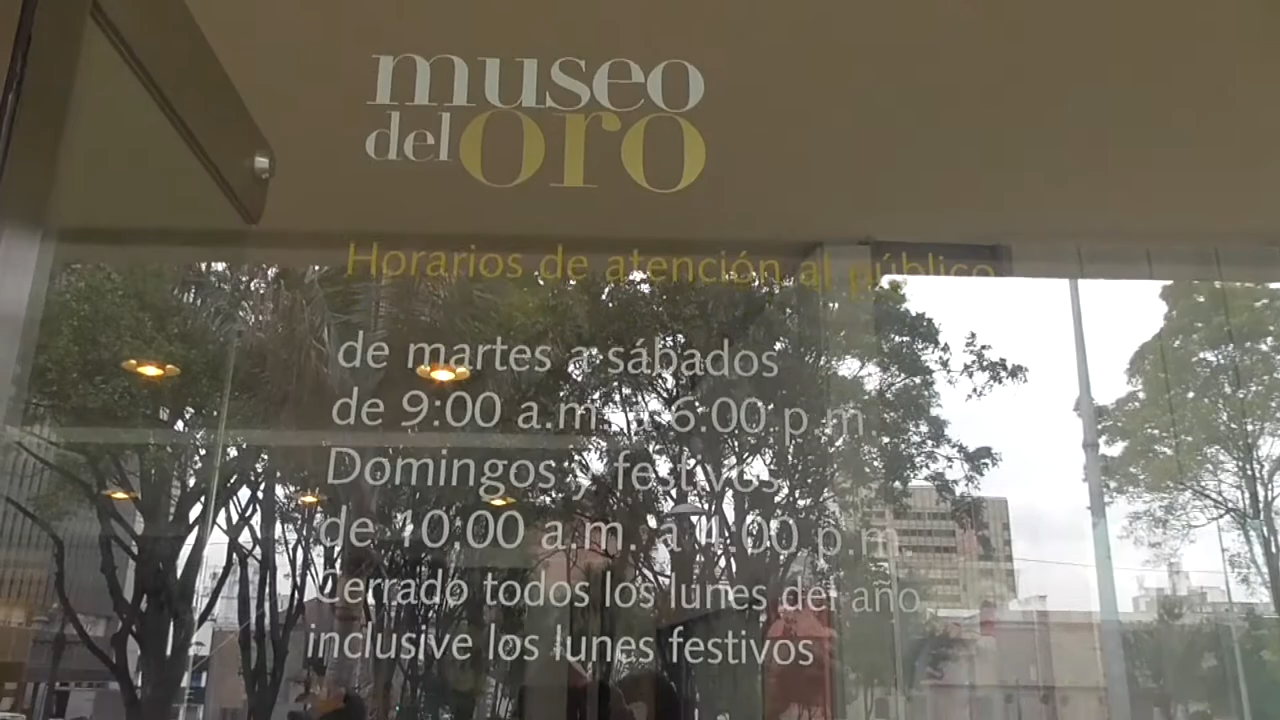 museo
del oro
Horarios de atención al público
de martes a sábados
de 9:00 a.m. a 6:00 p.m.
Domingos y festivos
de 10:00 a.m. a 4:00 p.m.
Cerrado todos los lunes del año
inclusive los lunes festivos